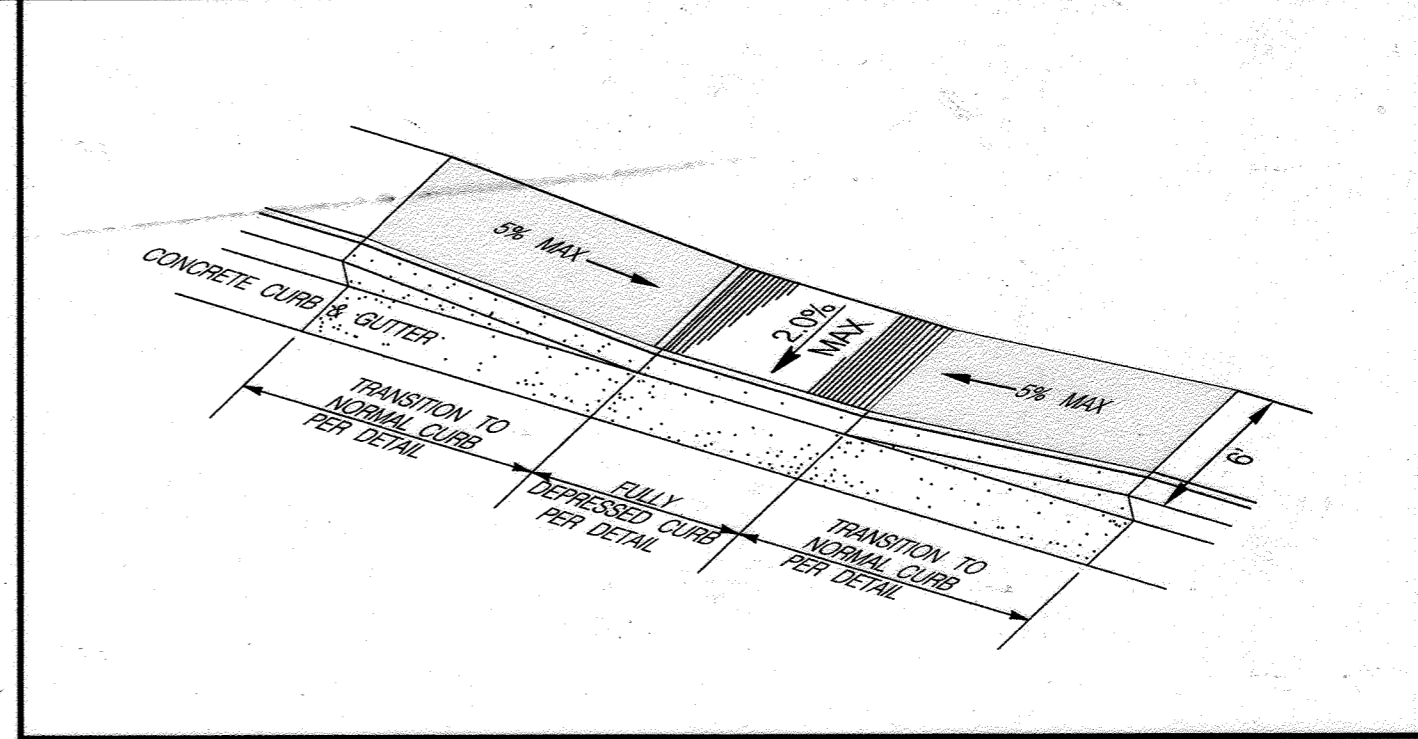 5% MAX
2.0%
MAX
5% MAX
6'
CONCRETE CURB & GUTTER
TRANSITION TO
NORMAL CURB
PER DETAIL
FULLY
DEPRESSED CURB
PER DETAIL
TRANSITION TO
NORMAL CURB
PER DETAIL